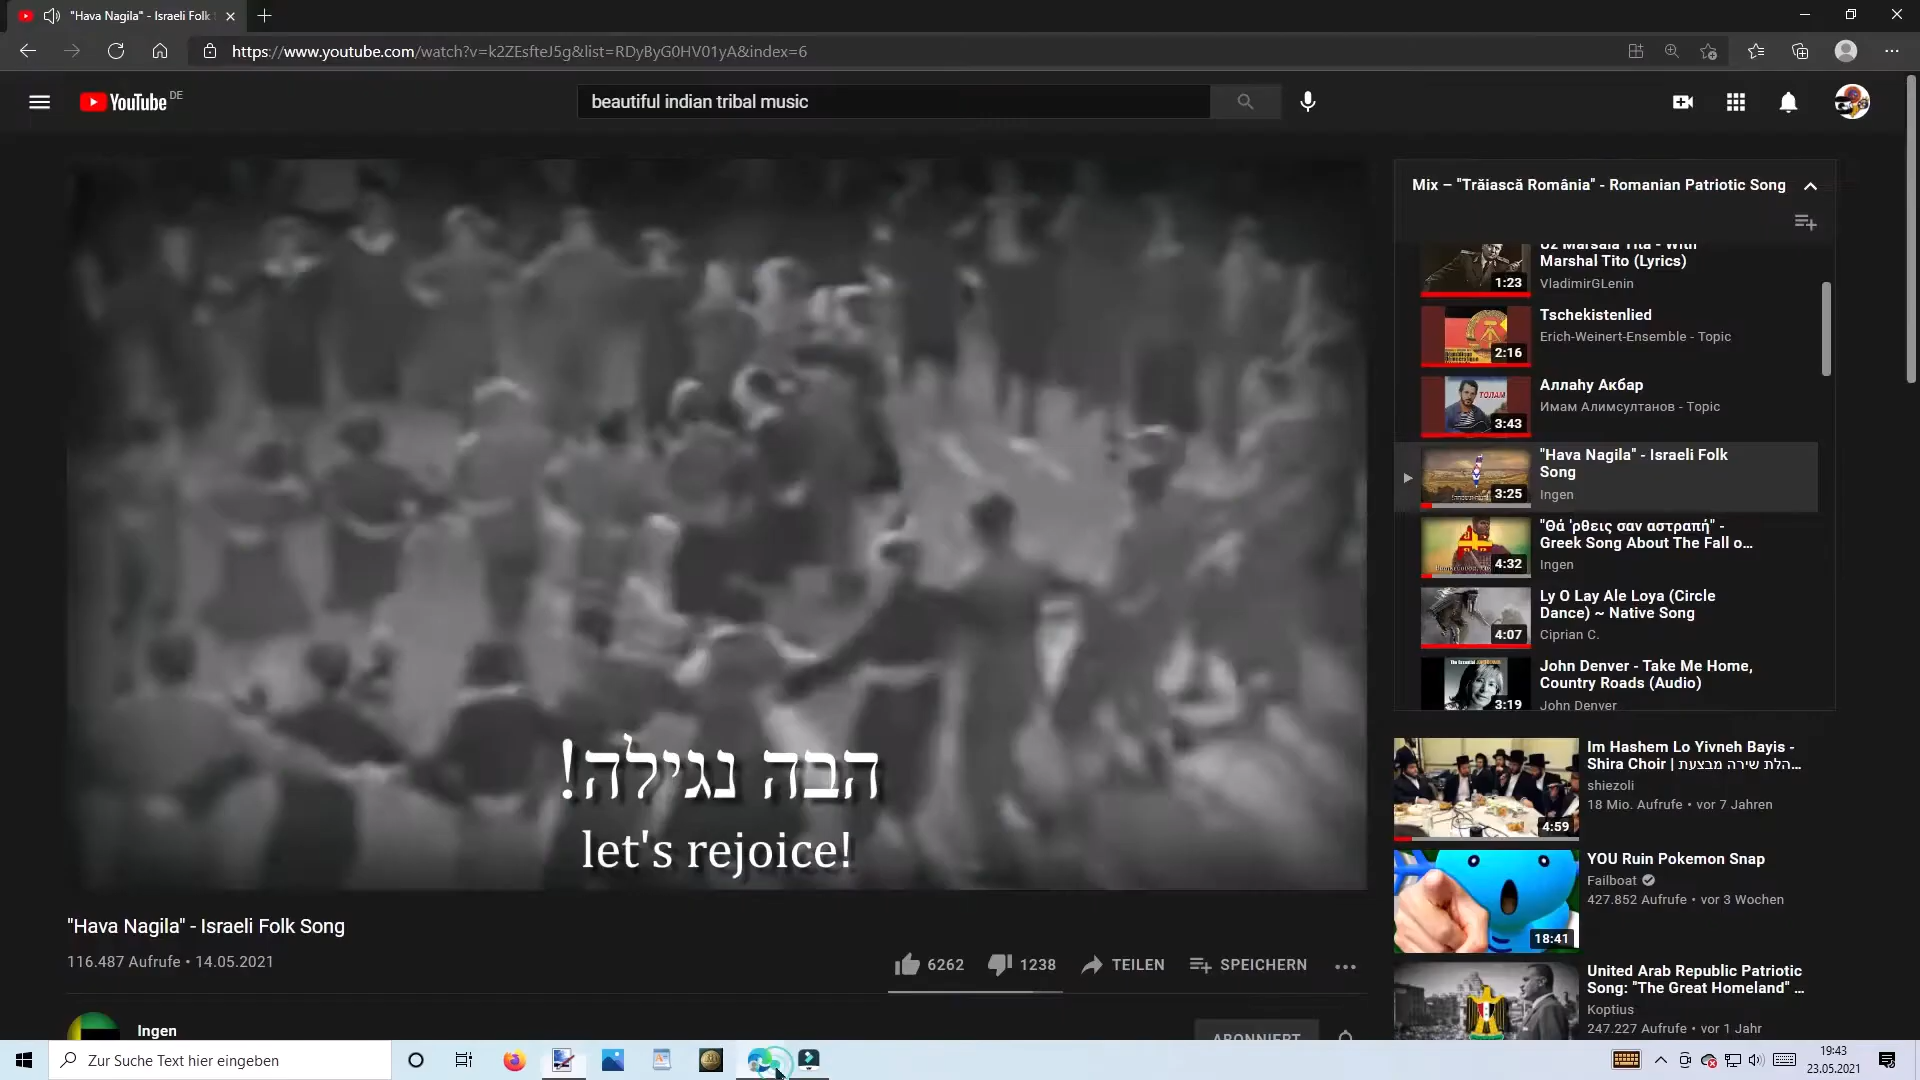 "Hava Nagila" - Israeli Folk
https://www.youtube.com/watch?v=k2ZEsfteJ5g&list=RDyByG0HV01yA&index=6
YouTube DE
beautiful indian tribal music
הבה נגילה!
let's rejoice!
"Hava Nagila" - Israeli Folk Song
116.487 Aufrufe • 14.05.2021
6262
1238
TEILEN
SPEICHERN
Ingen
ABONNIERT
Mix – "Trăiască România" - Romanian Patriotic Song
Uz Maršala Tita - With
Marshal Tito (Lyrics)
VladimirGLenin
1:23
Tschekistenlied
Erich-Weinert-Ensemble - Topic
2:16
Аллаhу Акбар
Имам Алимсултанов - Topic
ТОЛАМ
3:43
"Hava Nagila" - Israeli Folk
Song
Ingen
3:25
"Θά 'ρθεις σαν αστραπή" -
Greek Song About The Fall o...
Ingen
4:32
Ly O Lay Ale Loya (Circle
Dance) ~ Native Song
Ciprian C.
4:07
John Denver - Take Me Home,
Country Roads (Audio)
John Denver
3:19
Im Hashem Lo Yivneh Bayis -
Shira Choir | הלת שירה מבצעת...
shiezoli
18 Mio. Aufrufe • vor 7 Jahren
4:59
YOU Ruin Pokemon Snap
Failboat
427.852 Aufrufe • vor 3 Wochen
18:41
United Arab Republic Patriotic
Song: "The Great Homeland" ...
Koptius
247.227 Aufrufe • vor 1 Jahr
Zur Suche Text hier eingeben
19:43
23.05.2021